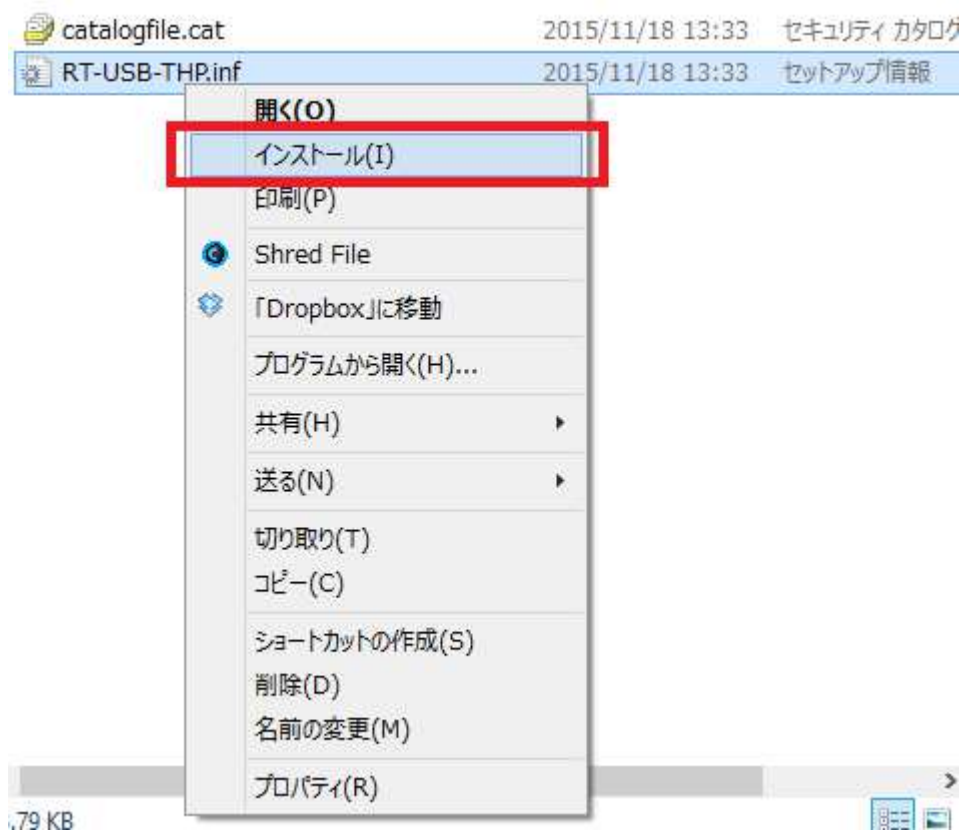 catalogfile.cat 2015/11/18 13:33 セキュリティ カタログ
RT-USB-THP.inf 2015/11/18 13:33 セットアップ情報
開く(O)
インストール(I)
印刷(P)
Shred File
「Dropbox」に移動
プログラムから開く(H)...
共有(H)
送る(N)
切り取り(T)
コピー(C)
ショートカットの作成(S)
削除(D)
名前の変更(M)
プロパティ(R)
.79 KB